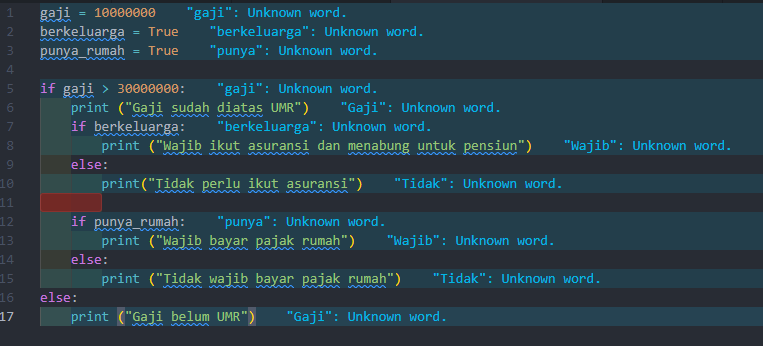 1 gaji = 10000000 "gaji": Unknown word.
2 berkeluarga = True "berkeluarga": Unknown word.
3 punya_rumah = True "punya": Unknown word.
4
5 if gaji > 30000000: "gaji": Unknown word.
6 print ("Gaji sudah diatas UMR") "Gaji": Unknown word.
7 if berkeluarga: "berkeluarga": Unknown word.
8 print ("Wajib ikut asuransi dan menabung untuk pensiun") "Wajib": Unknown word.
9 else:
10 print("Tidak perlu ikut asuransi") "Tidak": Unknown word.
11
12 if punya_rumah: "punya": Unknown word.
13 print ("Wajib bayar pajak rumah") "Wajib": Unknown word.
14 else:
15 print ("Tidak wajib bayar pajak rumah") "Tidak": Unknown word.
16 else:
17 print ("Gaji belum UMR") "Gaji": Unknown word.